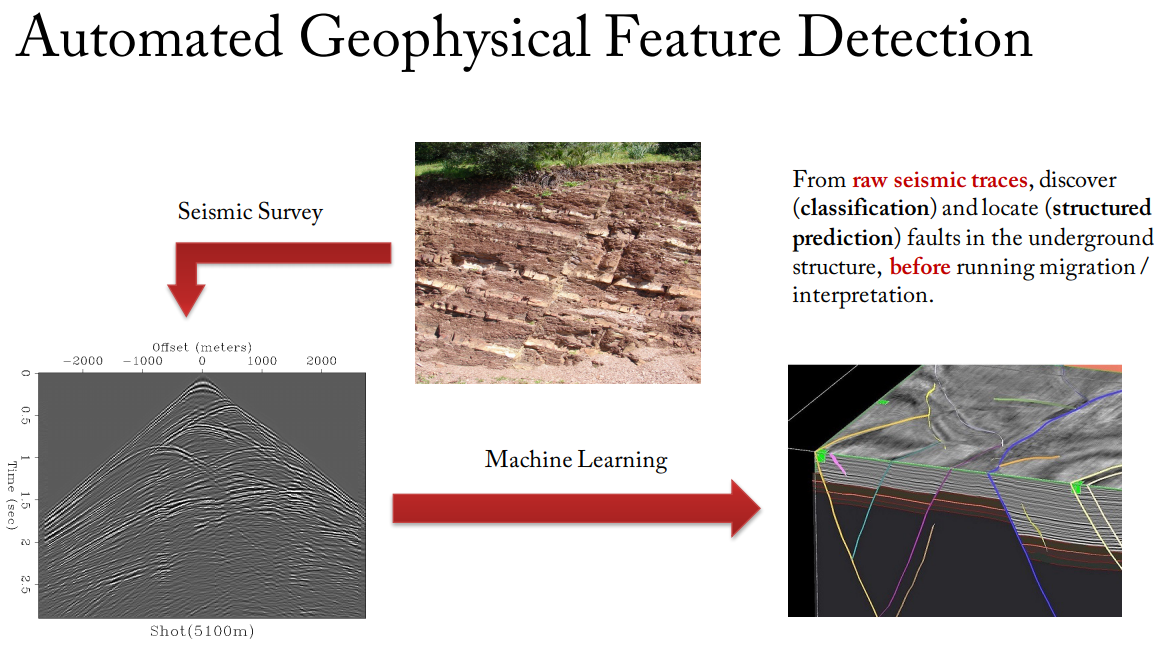 Automated Geophysical Feature Detection
Seismic Survey
From raw seismic traces, discover
(classification) and locate (structured
prediction) faults in the underground
structure, before running migration /
interpretation.
Offset (meters)
−2000 −1000 0 1000 2000
0
0.5
1
1.5
2
2.5
Time (sec)
Shot(5100m)
Machine Learning